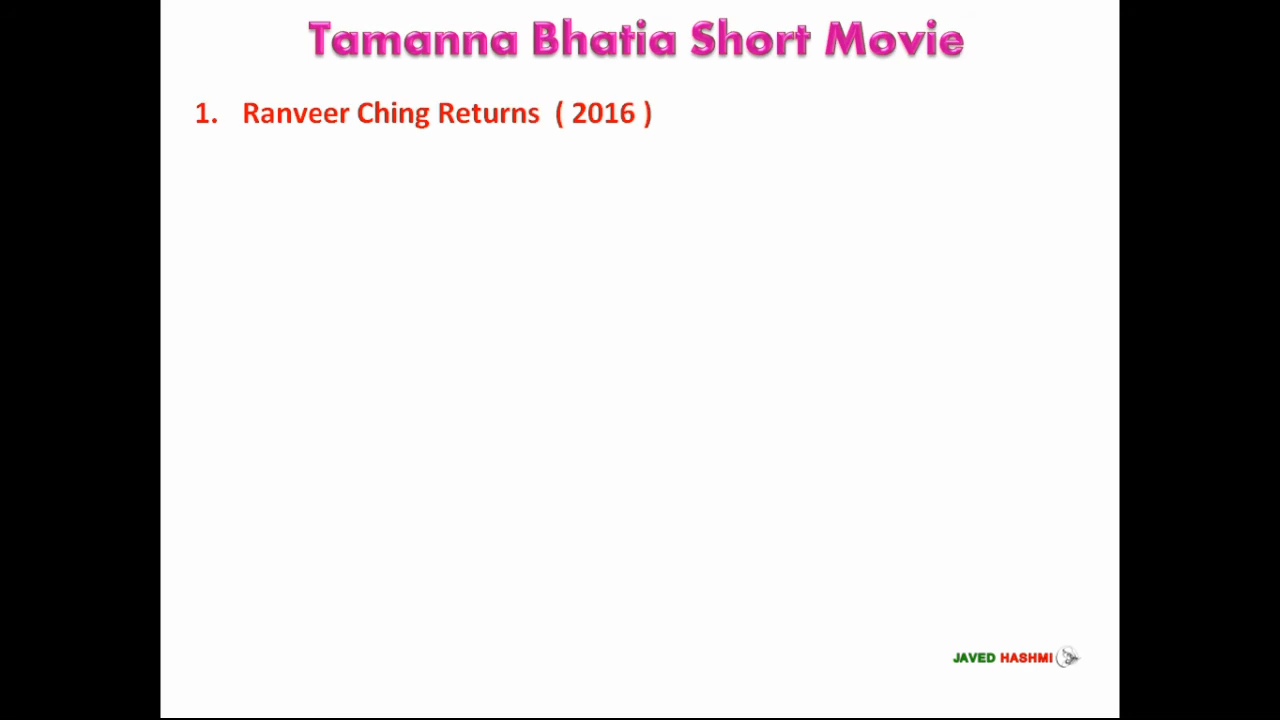 Tamanna Bhatia Short Movie
1. Ranveer Ching Returns ( 2016 )
JAVED HASHMI